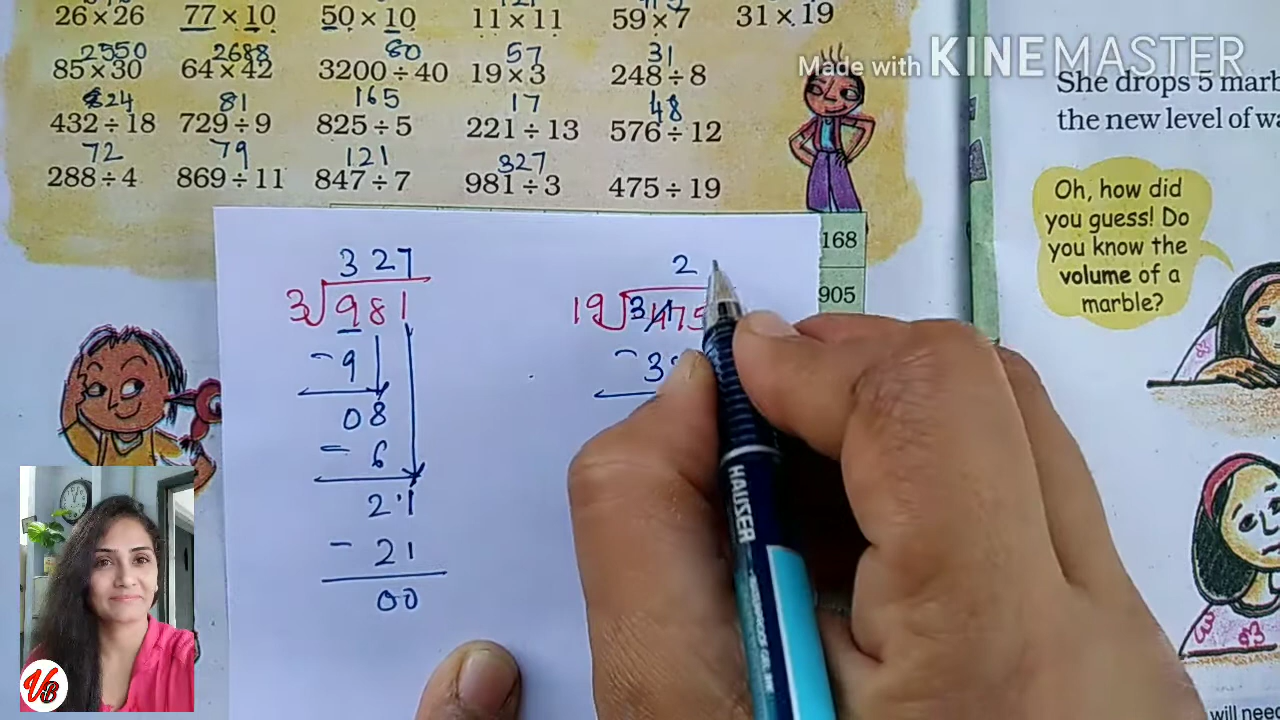 26 × 26 77 × 10 50 × 10 11 × 11 59 × 7 31 × 19
2550 2688 80 57 31
85 × 30 64 × 42 3200 ÷ 40 19 × 3 248 ÷ 8
24 81 165 17 48
432 ÷ 18 729 ÷ 9 825 ÷ 5 221 ÷ 13 576 ÷ 12
72 79 121 327
288 ÷ 4 869 ÷ 11 847 ÷ 7 981 ÷ 3 475 ÷ 19
Made with KINEMASTER
She drops 5 marb
the new level of wa
Oh, how did
you guess! Do
you know the
volume of a
marble?
168
905
327
3 981
- 9
08
- 6
21
- 21
00
2
19 475
- 3
HAUSER
VB
will need